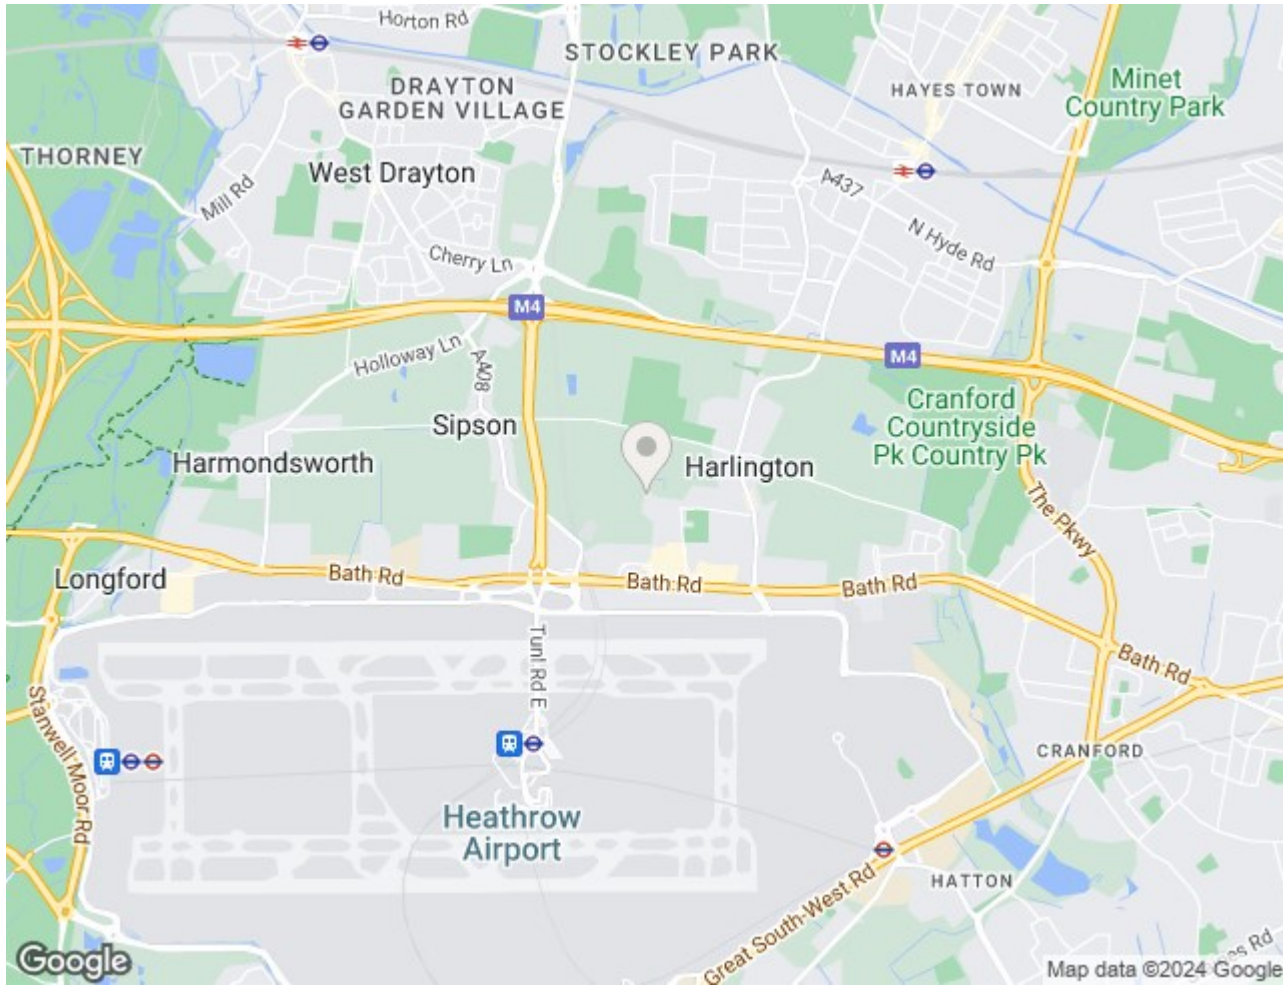 Horton Rd
STOCKLEY PARK
DRAYTON
GARDEN VILLAGE
HAYES TOWN
Minet
Country Park
THORNEY
West Drayton
Mill Rd
A437
N Hyde Rd
Cherry Ln
M4
Holloway Ln
A408
M4
Sipson
Cranford
Countryside
Pk Country Pk
Harmondsworth
Harlington
The Pkwy
Longford
Bath Rd
Bath Rd
Bath Rd
Tunl Rd E
Bath Rd
Stanwell Moor Rd
CRANFORD
Heathrow
Airport
HATTON
Great South-West Rd
Google
Map data ©2024 Google